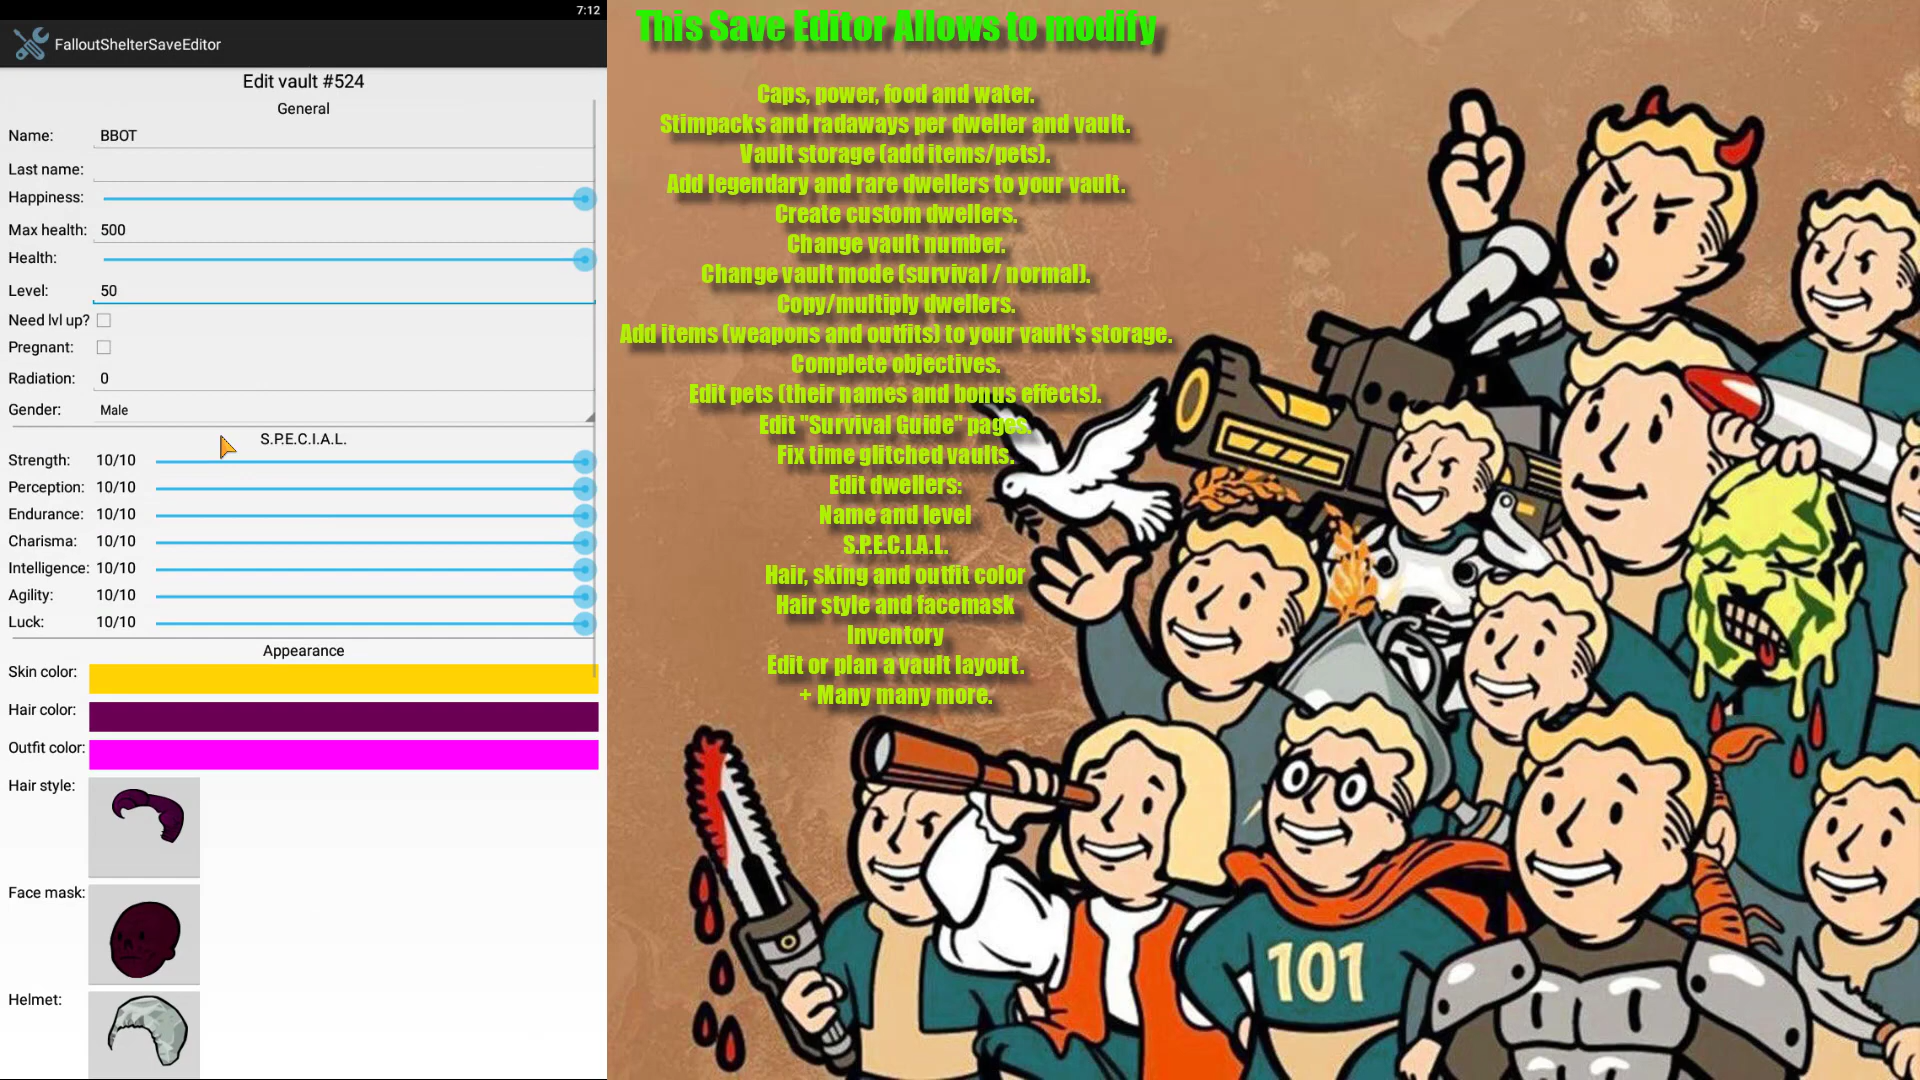 7:12
FalloutShelterSaveEditor
Edit vault #524
General
Name: BBOT
Last name:
Happiness:
Max health: 500
Health:
Level: 50
Need lvl up?
Pregnant:
Radiation: 0
Gender: Male
S.P.E.C.I.A.L.
Strength: 10/10
Perception: 10/10
Endurance: 10/10
Charisma: 10/10
Intelligence: 10/10
Agility: 10/10
Luck: 10/10
Appearance
Skin color:
Hair color:
Outfit color:
Hair style:
Face mask:
Helmet:
This Save Editor Allows to modify
Caps, power, food and water.
Stimpacks and radaways per dweller and vault.
Vault storage (add items/pets).
Add legendary and rare dwellers to your vault.
Create custom dwellers.
Change vault number.
Change vault mode (survival / normal).
Copy/multiply dwellers.
Add items (weapons and outfits) to your vault's storage.
Complete objectives.
Edit pets (their names and bonus effects).
Edit "Survival Guide" pages.
Fix time glitched vaults.
Edit dwellers:
Name and level
S.P.E.C.I.A.L.
Hair, sking and outfit color
Hair style and facemask
Inventory
Edit or plan a vault layout.
+ Many many more.
101